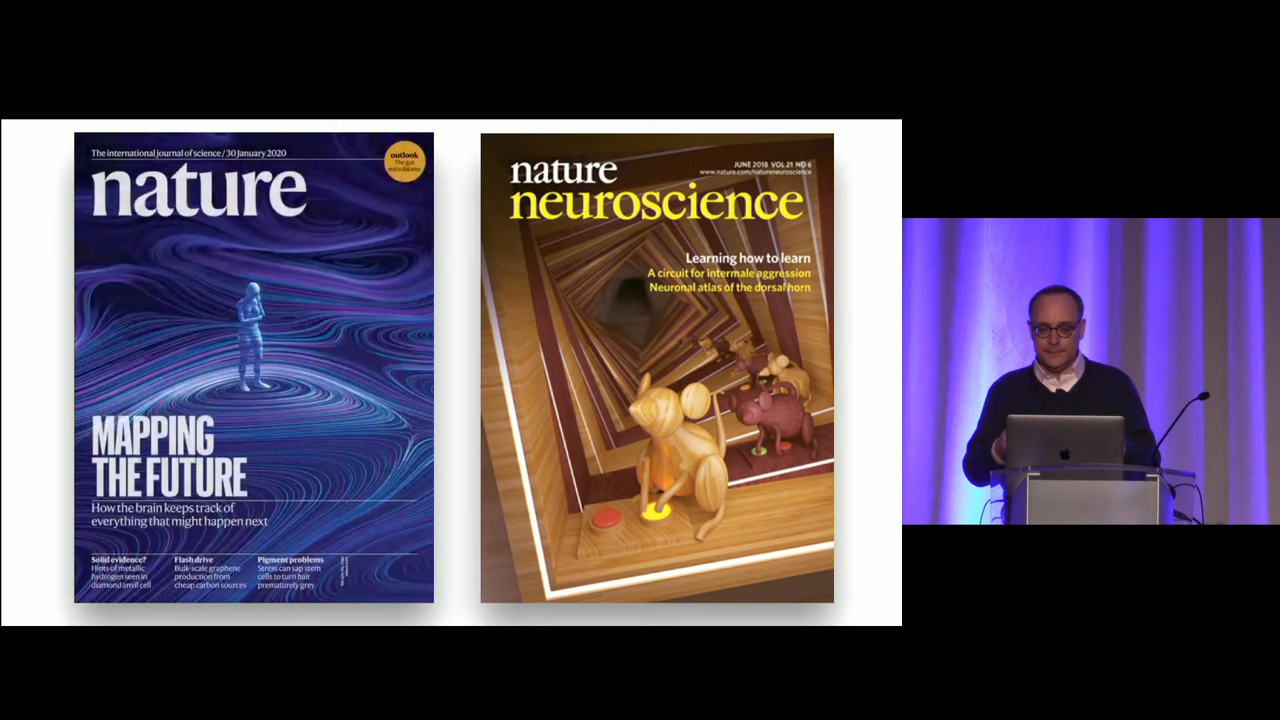 The international journal of science / 30 January 2020
outlook
The gut
microbiome
nature
MAPPING
THE FUTURE
How the brain keeps track of
everything that might happen next
Solid evidence?
Hints of metallic
hydrogen seen in
diamond anvil cell
Flash drive
Bulk-scale graphene
production from
cheap carbon sources
Pigment problems
Stress can sap stem
cells to turn hair
prematurely grey
JUNE 2018 VOL 21 NO 6
www.nature.com/natureneuroscience
nature
neuroscience
Learning how to learn
A circuit for intermale aggression
Neuronal atlas of the dorsal horn